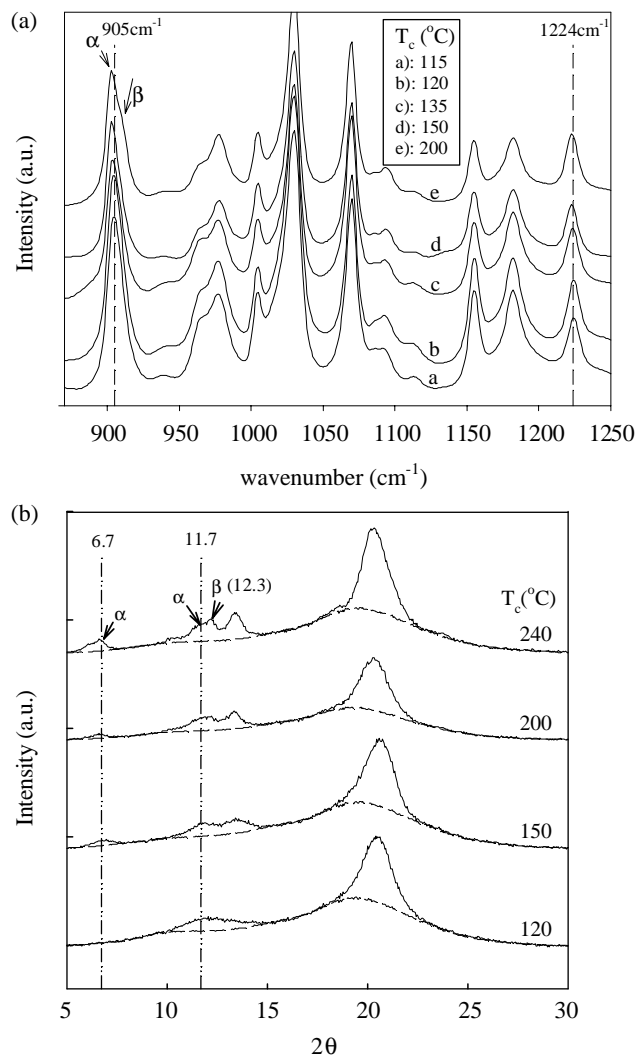 (a)
905cm-1
1224cm-1
α
β
Tc (oC)
a): 115
b): 120
c): 135
d): 150
e): 200
Intensity (a.u.)
e
d
c
b
a
900 950 1000 1050 1100 1150 1200 1250
wavenumber (cm-1)
(b)
6.7 11.7
α α β (12.3)
Tc(oC)
240
200
150
120
Intensity (a.u.)
5 10 15 20 25 30
2θ